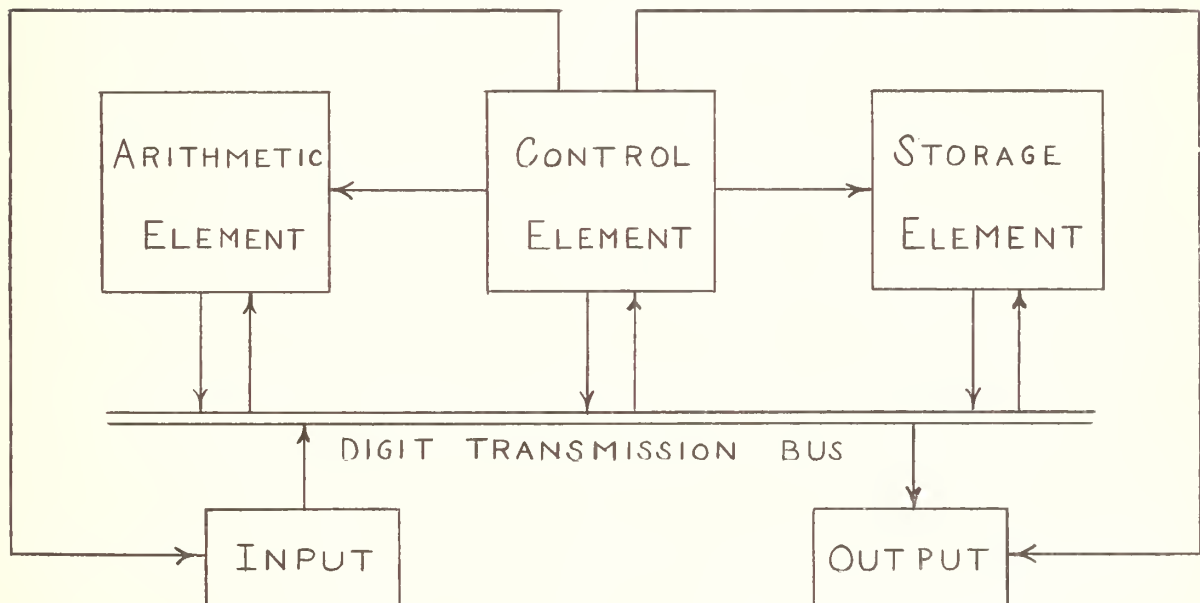 ARITHMETIC
ELEMENT
CONTROL
ELEMENT
STORAGE
ELEMENT
DIGIT TRANSMISSION BUS
INPUT
OUTPUT